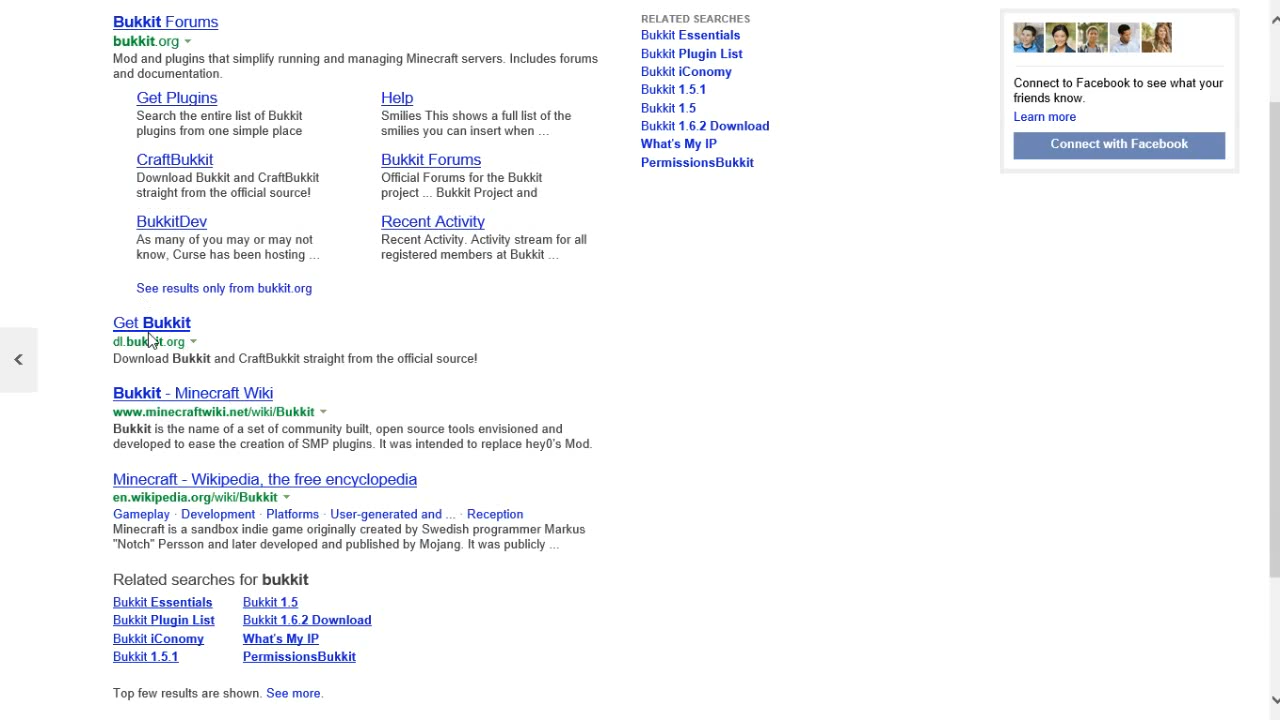 Bukkit Forums
bukkit.org
Mod and plugins that simplify running and managing Minecraft servers. Includes forums
and documentation.
Get Plugins
Search the entire list of Bukkit
plugins from one simple place
Help
Smilies This shows a full list of the
smilies you can insert when ...
CraftBukkit
Download Bukkit and CraftBukkit
straight from the official source!
Bukkit Forums
Official Forums for the Bukkit
project ... Bukkit Project and
BukkitDev
As many of you may or may not
know, Curse has been hosting ...
Recent Activity
Recent Activity. Activity stream for all
registered members at Bukkit ...
See results only from bukkit.org
Get Bukkit
dl.bukkit.org
Download Bukkit and CraftBukkit straight from the official source!
Bukkit - Minecraft Wiki
www.minecraftwiki.net/wiki/Bukkit
Bukkit is the name of a set of community built, open source tools envisioned and
developed to ease the creation of SMP plugins. It was intended to replace hey0's Mod.
Minecraft - Wikipedia, the free encyclopedia
en.wikipedia.org/wiki/Bukkit
Gameplay · Development · Platforms · User-generated and ... · Reception
Minecraft is a sandbox indie game originally created by Swedish programmer Markus
"Notch" Persson and later developed and published by Mojang. It was publicly ...
Related searches for bukkit
Bukkit Essentials
Bukkit Plugin List
Bukkit iConomy
Bukkit 1.5.1
Bukkit 1.5
Bukkit 1.6.2 Download
What's My IP
PermissionsBukkit
Top few results are shown. See more.
RELATED SEARCHES
Bukkit Essentials
Bukkit Plugin List
Bukkit iConomy
Bukkit 1.5.1
Bukkit 1.5
Bukkit 1.6.2 Download
What's My IP
PermissionsBukkit
Connect to Facebook to see what your
friends know.
Learn more
Connect with Facebook